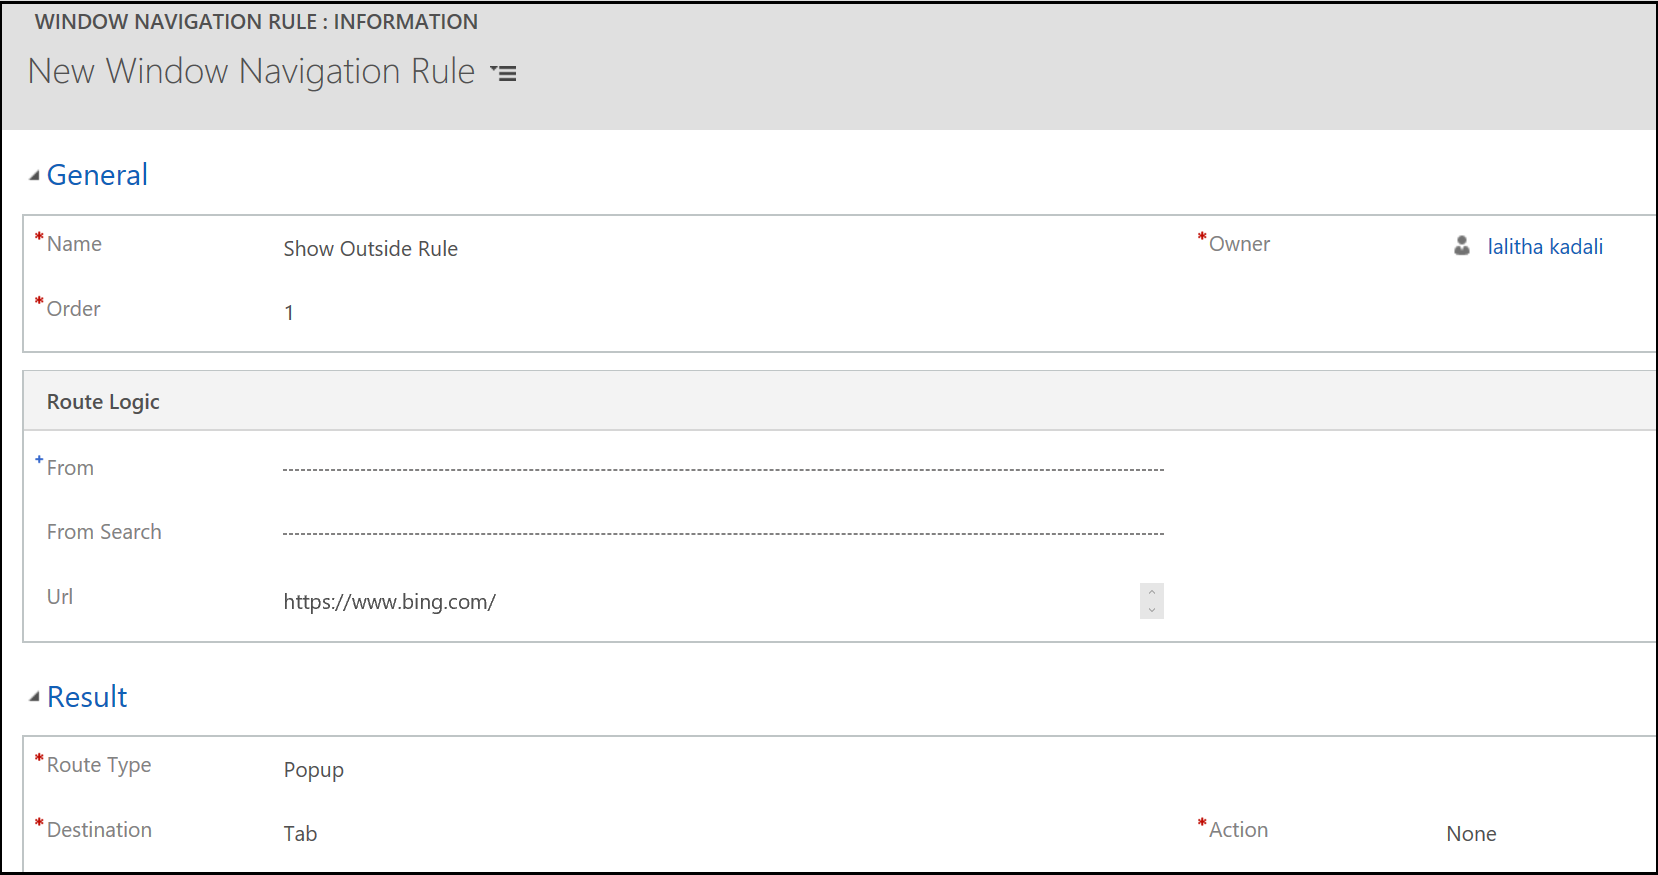 WINDOW NAVIGATION RULE : INFORMATION
New Window Navigation Rule
General
*Name Show Outside Rule *Owner lalitha kadali
*Order 1
Route Logic
+From
From Search
Url https://www.bing.com/
Result
*Route Type Popup
*Destination Tab *Action None